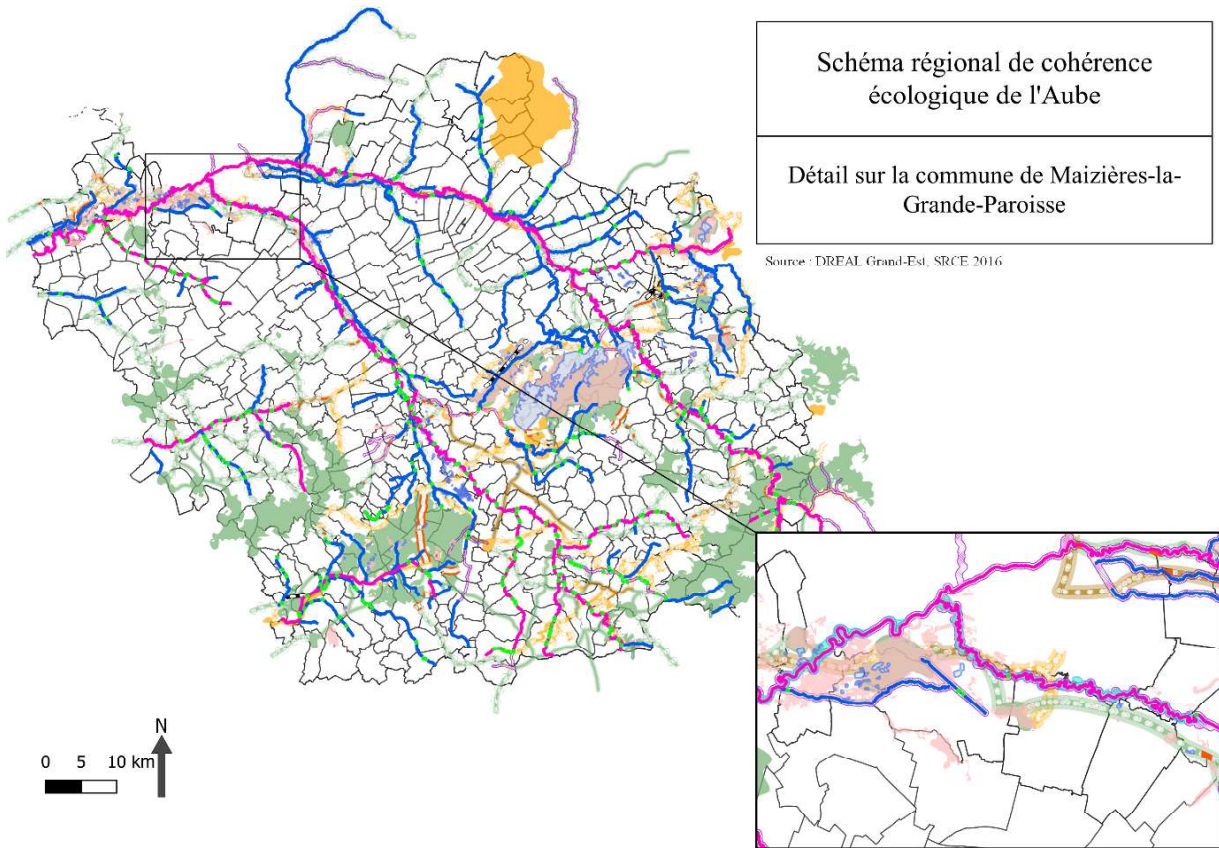 Schéma régional de cohérence
écologique de l'Aube
Détail sur la commune de Maizières-la-
Grande-Paroisse
Source : DREAL Grand-Est, SRCE 2016
N
0 5 10 km